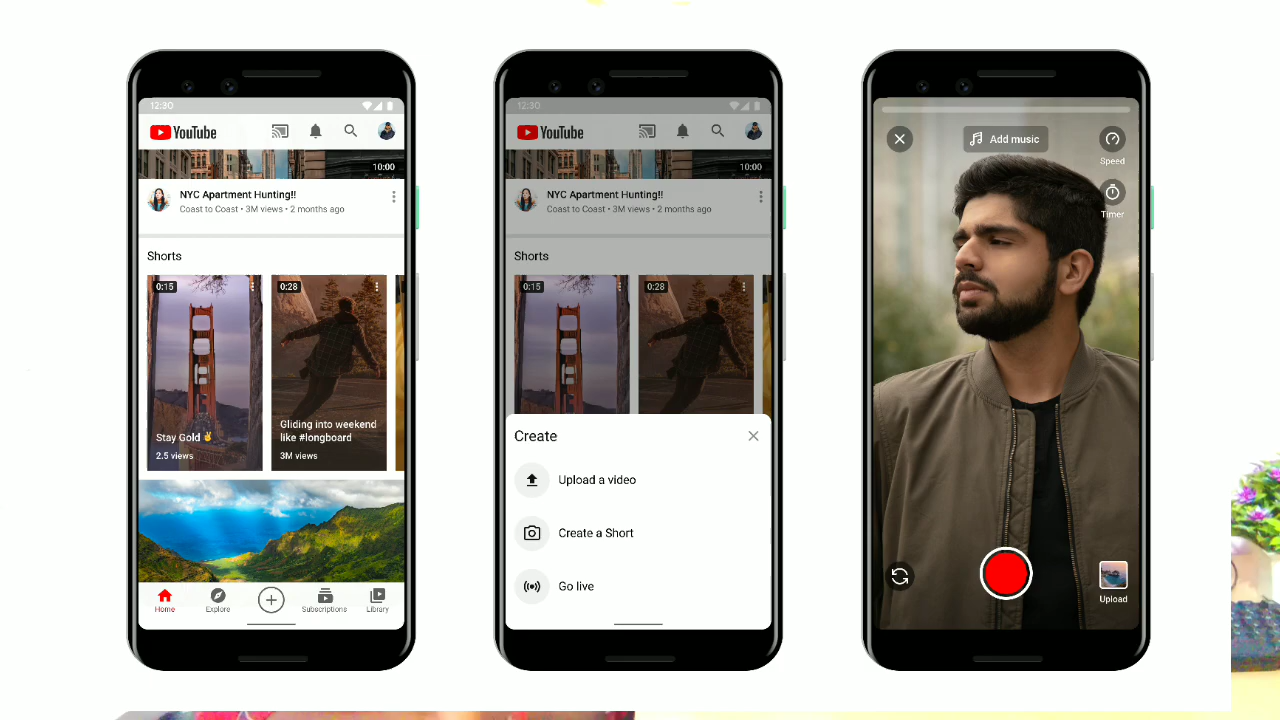 12:30
YouTube
10:00
NYC Apartment Hunting!!
Coast to Coast • 3M views • 2 months ago
Shorts
0:15
0:28
Stay Gold ✌️
2.5 views
Gliding into weekend
like #longboard
3M views
Home
Explore
Subscriptions
Library
12:30
YouTube
10:00
NYC Apartment Hunting!!
Coast to Coast • 3M views • 2 months ago
Shorts
0:15
0:28
Create
Upload a video
Create a Short
Go live
Add music
Speed
Timer
Upload